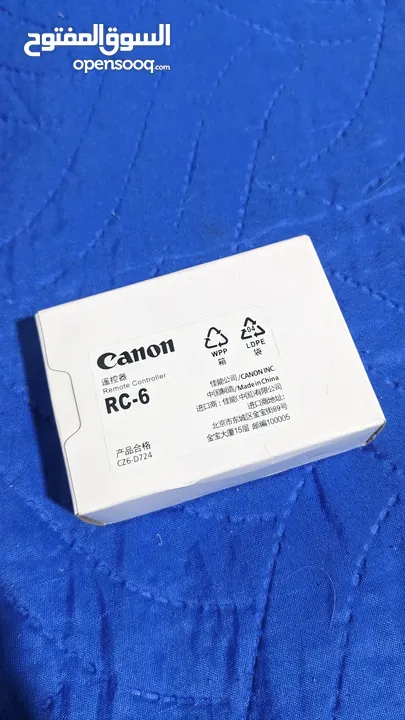 السوق المفتوح
opensooq.com
Canon
遥控器
Remote Controller
RC-6
产品合格
CZ6-D724
WPP
箱
04
LDPE
袋
佳能公司/CANON INC.
中国制造/Made in China
进口商:佳能(中国)有限公司
进口商地址:
北京市东城区金宝街89号
金宝大厦15层 邮编100005